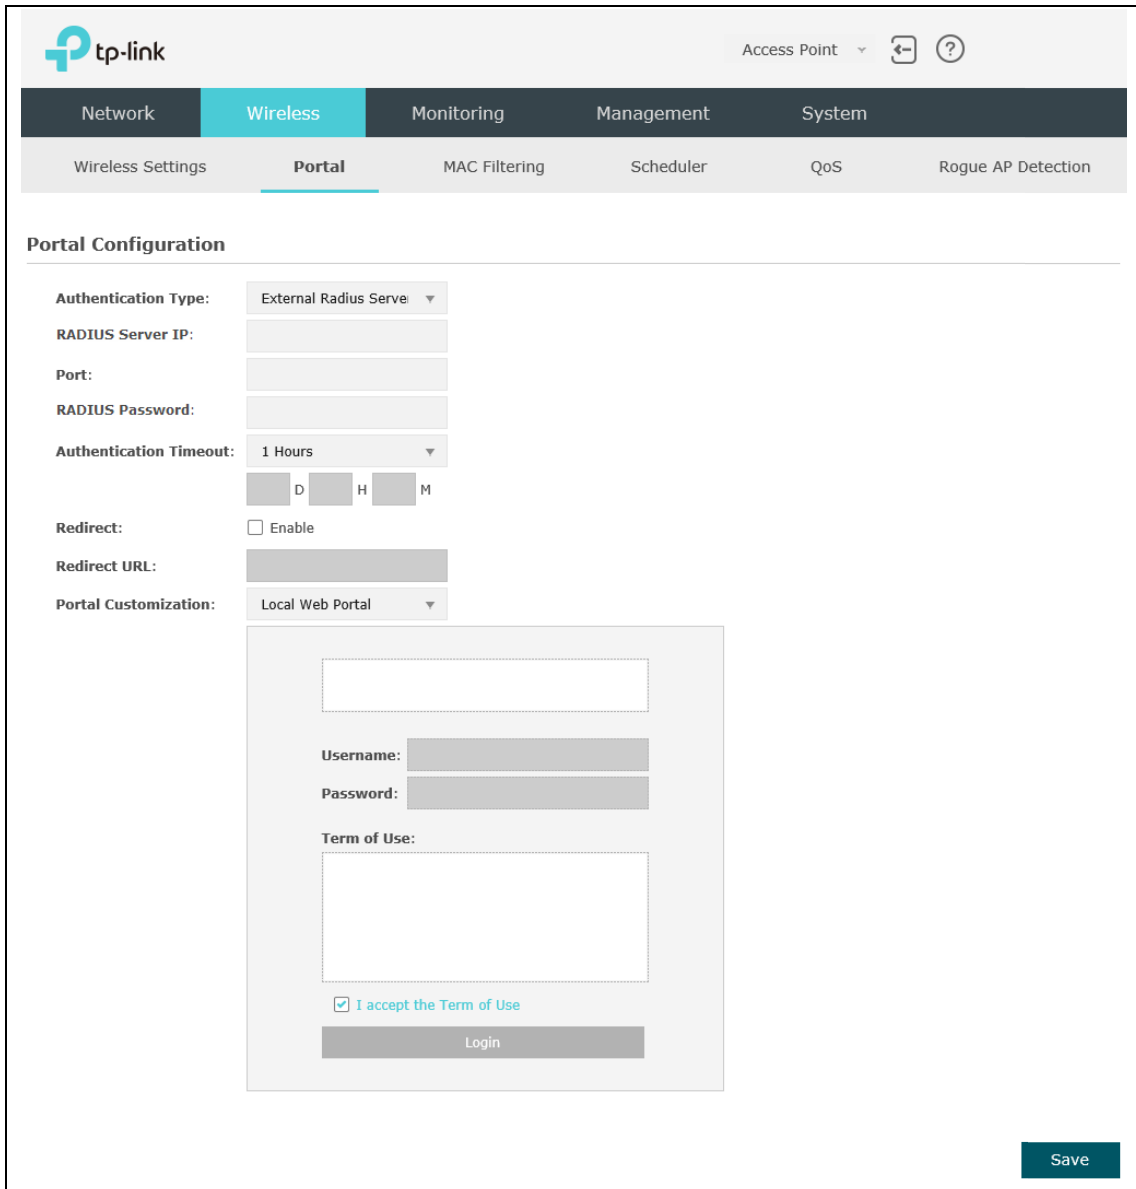 tp-link
Access Point
Network Wireless Monitoring Management System
Wireless Settings Portal MAC Filtering Scheduler QoS Rogue AP Detection
Portal Configuration
Authentication Type: External Radius Serve
RADIUS Server IP:
Port:
RADIUS Password:
Authentication Timeout: 1 Hours
D H M
Redirect: Enable
Redirect URL:
Portal Customization: Local Web Portal
Username:
Password:
Term of Use:
I accept the Term of Use
Login
Save